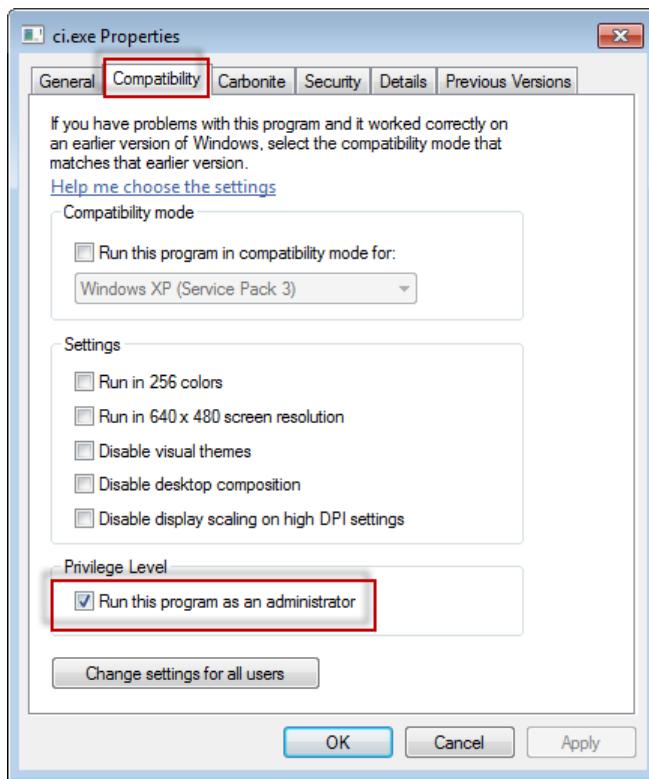 ci.exe Properties
General Compatibility Carbonite Security Details Previous Versions
If you have problems with this program and it worked correctly on
an earlier version of Windows, select the compatibility mode that
matches that earlier version.
Help me choose the settings
Compatibility mode
Run this program in compatibility mode for:
Windows XP (Service Pack 3)
Settings
Run in 256 colors
Run in 640 x 480 screen resolution
Disable visual themes
Disable desktop composition
Disable display scaling on high DPI settings
Privilege Level
Run this program as an administrator
Change settings for all users
OK Cancel Apply